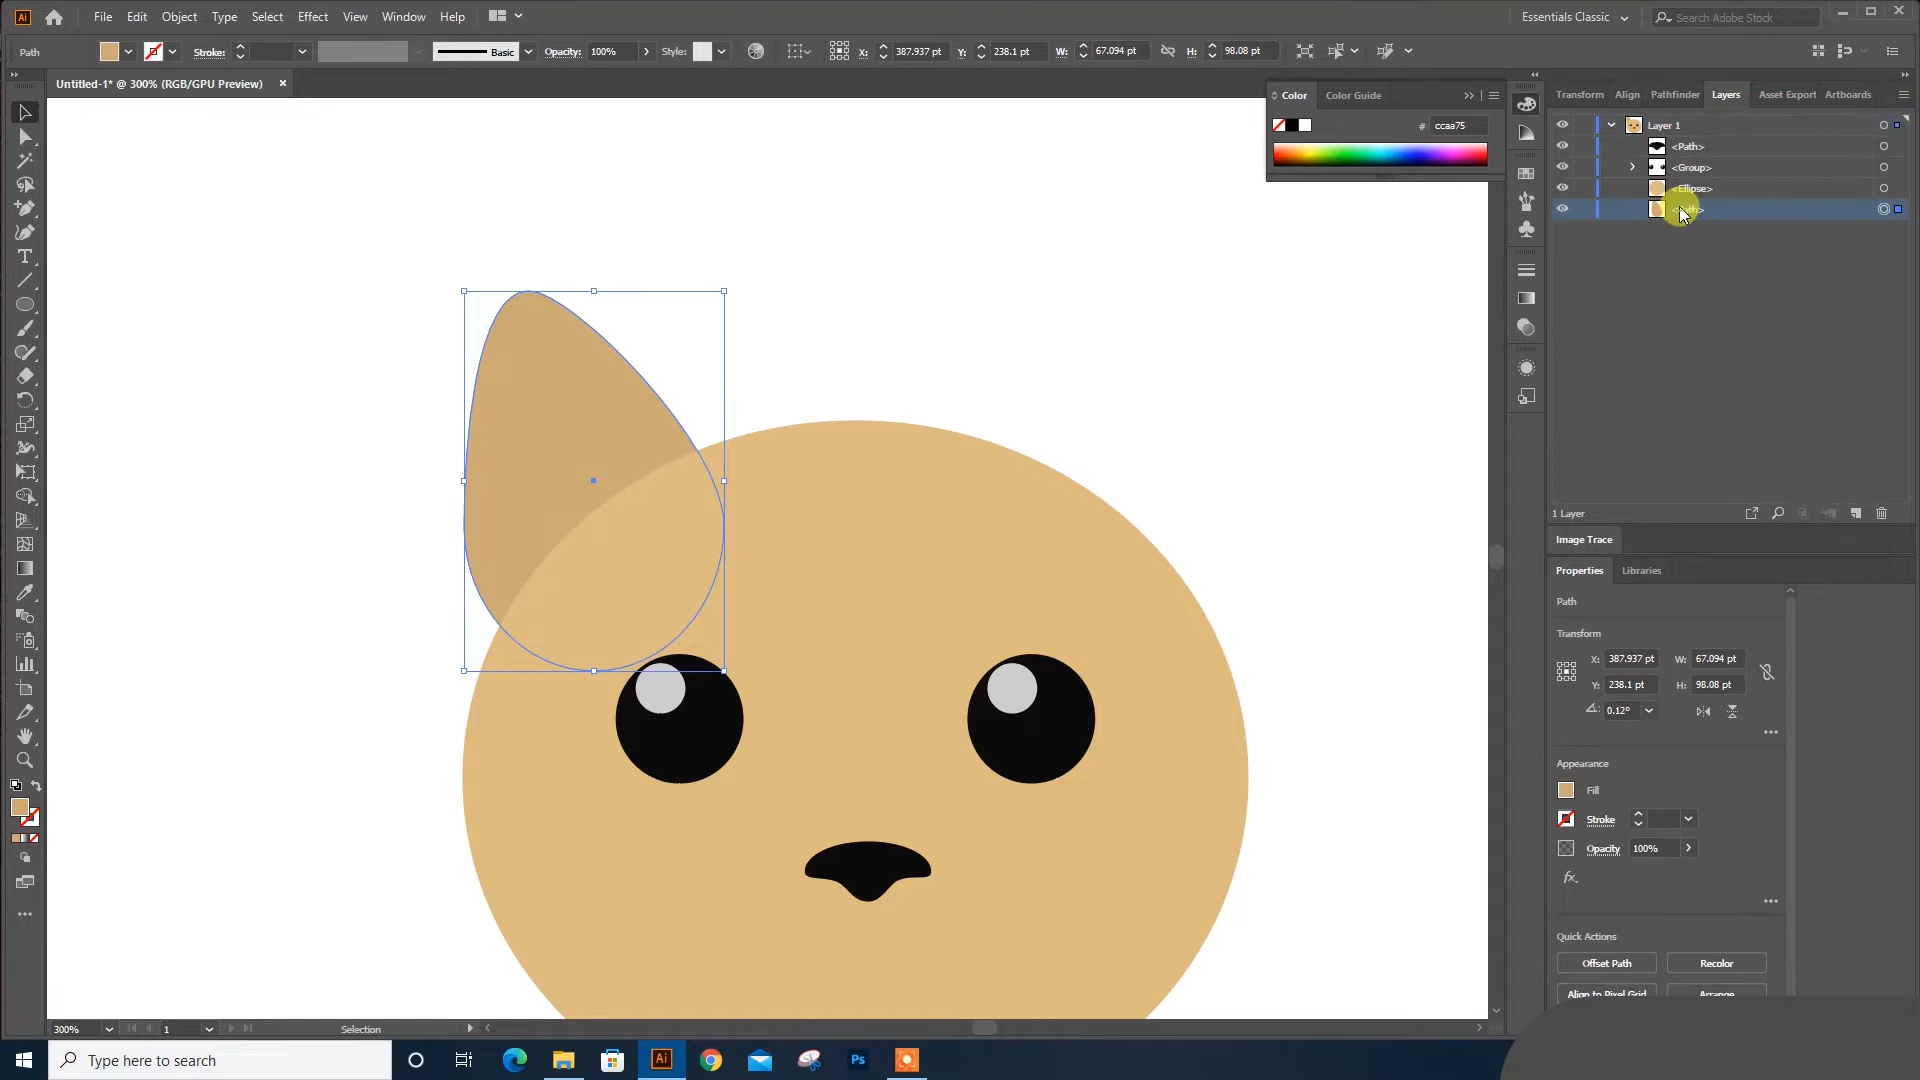 Ai File Edit Object Type Select Effect View Window Help Essentials Classic Search Adobe Stock
Path Stroke: Basic Opacity: 100% Style: X: 387.937 pt Y: 238.1 pt W: 67.094 pt H: 98.08 pt
Untitled-1* @ 300% (RGB/GPU Preview)
Color Color Guide
# ccaa75
Transform Align Pathfinder Layers Asset Export Artboards
Layer 1
<Path>
<Group>
<Ellipse>
1 Layer
Image Trace
Properties Libraries
Path
Transform
X: 387.937 pt W: 67.094 pt
Y: 238.1 pt H: 98.08 pt
0.12°
Appearance
Fill
Stroke
Opacity 100%
fx.
Quick Actions
Offset Path Recolor
Align to Pixel Grid Arrange
300% 1 Selection
Type here to search Ai Ps